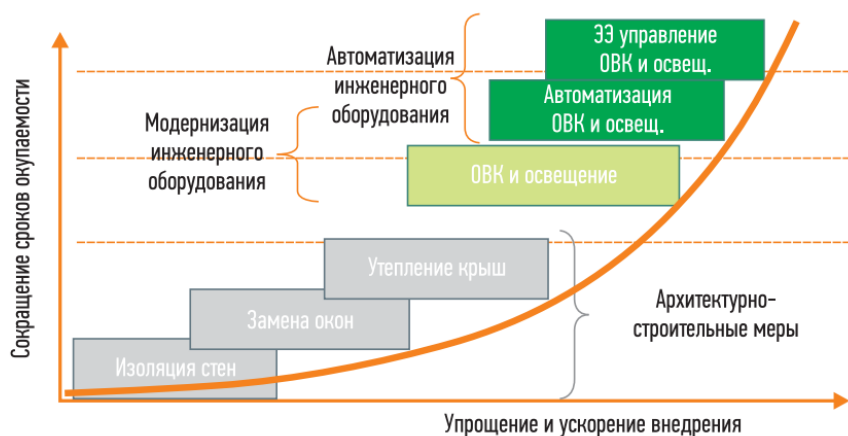 Сокращение сроков окупаемости
Автоматизация
инженерного
оборудования
ЭЭ управление
ОВК и освещ.
Автоматизация
ОВК и освещ.
Модернизация
инженерного
оборудования
ОВК и освещение
Утепление крыш
Замена окон
Изоляция стен
Архитектурно-
строительные меры
Упрощение и ускорение внедрения